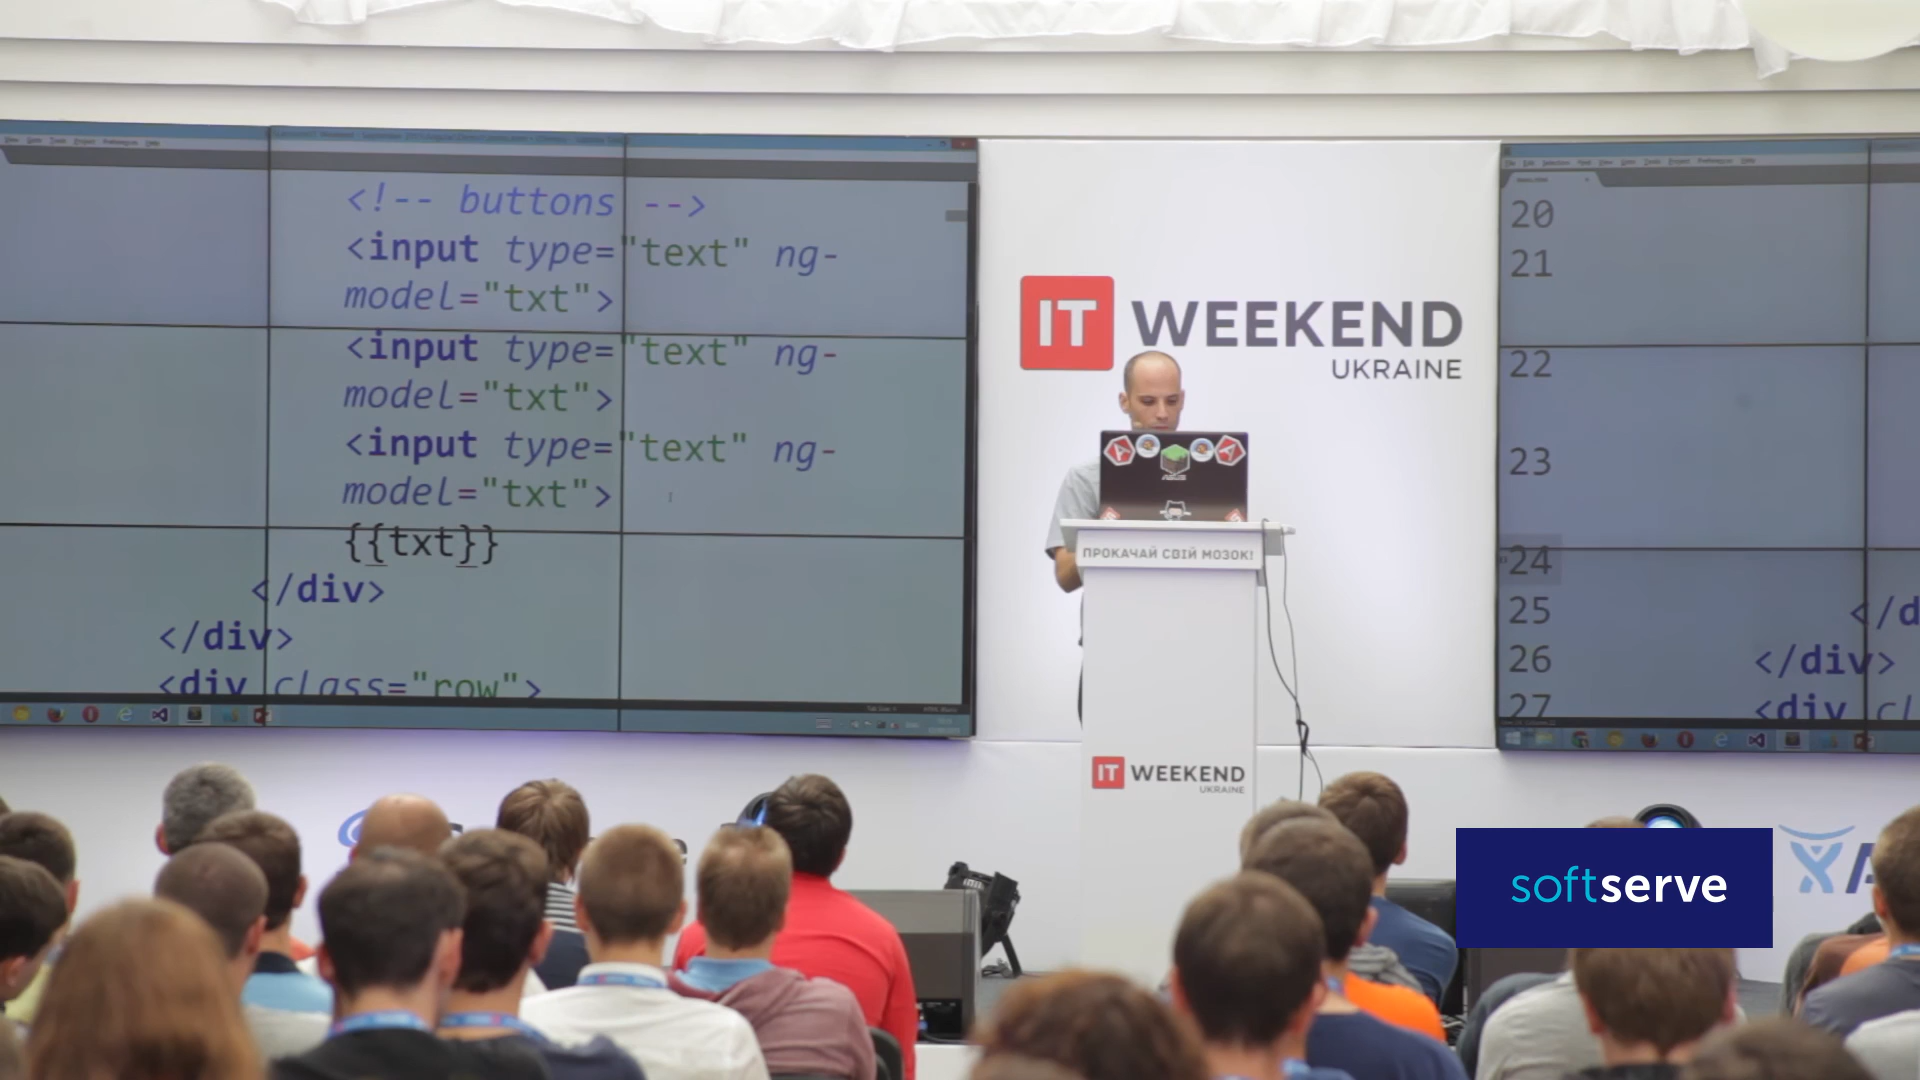 <!-- buttons -->
<input type="text" ng-
model="txt">
<input type="text" ng-
model="txt">
<input type="text" ng-
model="txt">
{{txt}}
</div>
</div>
<div class="row">
IT WEEKEND
UKRAINE
ASUS
ПРОКАЧАЙ СВІЙ МОЗОК!
IT WEEKEND
UKRAINE
20
21
22
23
24
25 </d
26 </div>
27 <div cl
softserve